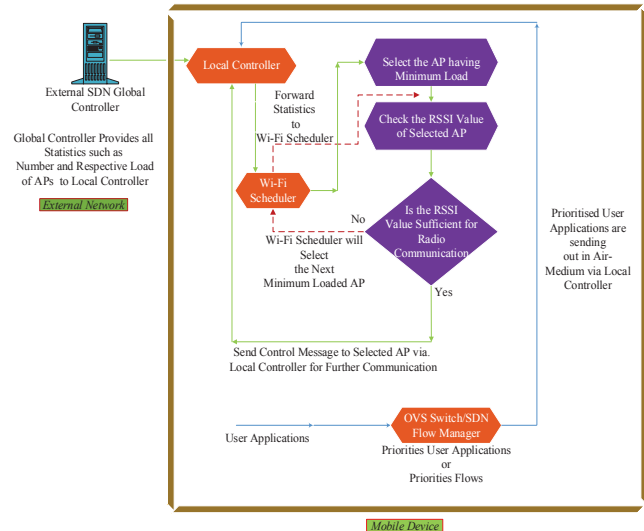 External SDN Global
Controller
Global Controller Provides all
Statistics such as
Number and Respective Load
of APs to Local Controller
External Network
Local Controller
Forward
Statistics
to
Wi-Fi Scheduler
Wi-Fi
Scheduler
Select the AP having
Minimum Load
Check the RSSI Value
of Selected AP
Is the RSSI
Value Sufficient for
Radio
Communication
No
Wi-Fi Scheduler will
Select
the Next
Minimum Loaded AP
Yes
Send Control Message to Selected AP via.
Local Controller for Further Communication
Prioritised User
Applications are
sending
out in Air-
Medium via Local
Controller
User Applications
OVS Switch/SDN
Flow Manager
Priorities User Applications
or
Priorities Flows
Mobile Device